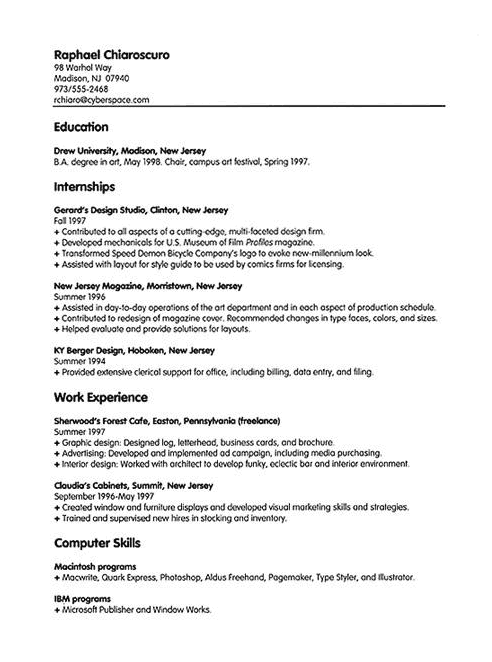 Raphael Chiaroscuro
98 Warhol Way
Madison, NJ 07940
973/555-2468
rchiaro@cyberspace.com
Education
Drew University, Madison, New Jersey
B.A. degree in art, May 1998. Chair, campus art festival, Spring 1997.
Internships
Gerard's Design Studio, Clinton, New Jersey
Fall 1997
+ Contributed to all aspects of a cutting-edge, multi-faceted design firm.
+ Developed mechanicals for U.S. Museum of Film Profiles magazine.
+ Transformed Speed Demon Bicycle Company's logo to evoke new-millennium look.
+ Assisted with layout for style guide to be used by comics firms for licensing.
New Jersey Magazine, Morristown, New Jersey
Summer 1996
+ Assisted in day-to-day operations of the art department and in each aspect of production schedule.
+ Contributed to redesign of magazine cover. Recommended changes in type faces, colors, and sizes.
+ Helped evaluate and provide solutions for layouts.
KY Berger Design, Hoboken, New Jersey
Summer 1994
+ Provided extensive clerical support for office, including billing, data entry, and filing.
Work Experience
Sherwood's Forest Cafe, Easton, Pennsylvania (freelance)
Summer 1997
+ Graphic design: Designed log, letterhead, business cards, and brochure.
+ Advertising: Developed and implemented ad campaign, including media purchasing.
+ Interior design: Worked with architect to develop funky, eclectic bar and interior environment.
Claudia's Cabinets, Summit, New Jersey
September 1996-May 1997
+ Created window and furniture displays and developed visual marketing skills and strategies.
+ Trained and supervised new hires in stocking and inventory.
Computer Skills
Macintosh programs
+ Macwrite, Quark Express, Photoshop, Aldus Freehand, Pagemaker, Type Styler, and Illustrator.
IBM programs
+ Microsoft Publisher and Window Works.